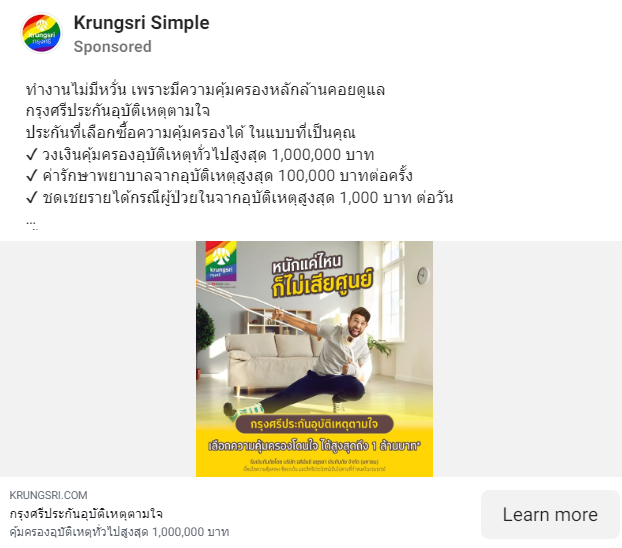 Krungsri Simple
Sponsored
ทำงานไม่มีหวั่น เพราะมีความคุ้มครองหลักล้านคอยดูแล
กรุงศรีประกันอุบัติเหตุตามใจ
ประกันที่เลือกซื้อความคุ้มครองได้ ในแบบที่เป็นคุณ
✓ วงเงินคุ้มครองอุบัติเหตุทั่วไปสูงสุด 1,000,000 บาท
✓ ค่ารักษาพยาบาลจากอุบัติเหตุสูงสุด 100,000 บาทต่อครั้ง
✓ ชดเชยรายได้กรณีผู้ป่วยในจากอุบัติเหตุสูงสุด 1,000 บาท ต่อวัน
...
krungsri
กรุงศรี
หนักแค่ไหน
ก็ไม่เสียศูนย์
กรุงศรีประกันอุบัติเหตุตามใจ
เลือกความคุ้มครองโดนใจ ได้สูงสุดถึง 1 ล้านบาท*
KRUNGSRI.COM
กรุงศรีประกันอุบัติเหตุตามใจ
คุ้มครองอุบัติเหตุทั่วไปสูงสุด 1,000,000 บาท
Learn more